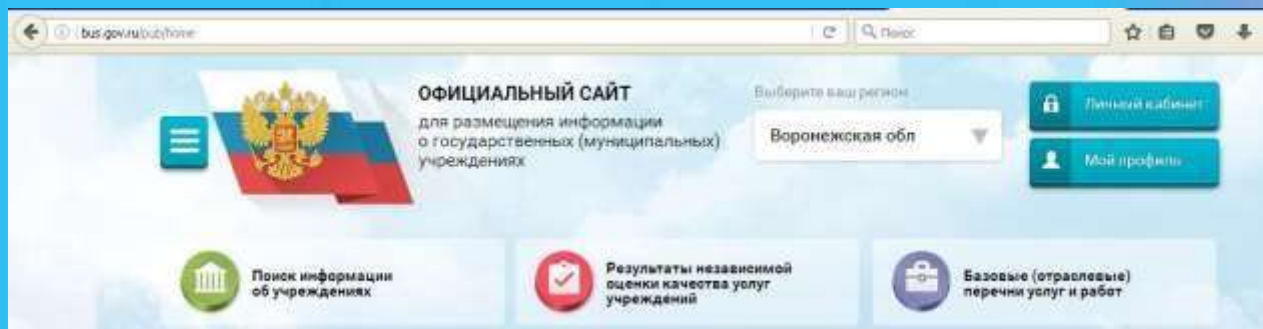 bus.gov.ru/pub/home
Поиск
ОФИЦИАЛЬНЫЙ САЙТ
для размещения информации
о государственных (муниципальных)
учреждениях
Выберите ваш регион
Воронежская обл
Личный кабинет
Мой профиль
Поиск информации
об учреждениях
Результаты независимой
оценки качества услуг
учреждений
Базовые (отраслевые)
перечни услуг и работ